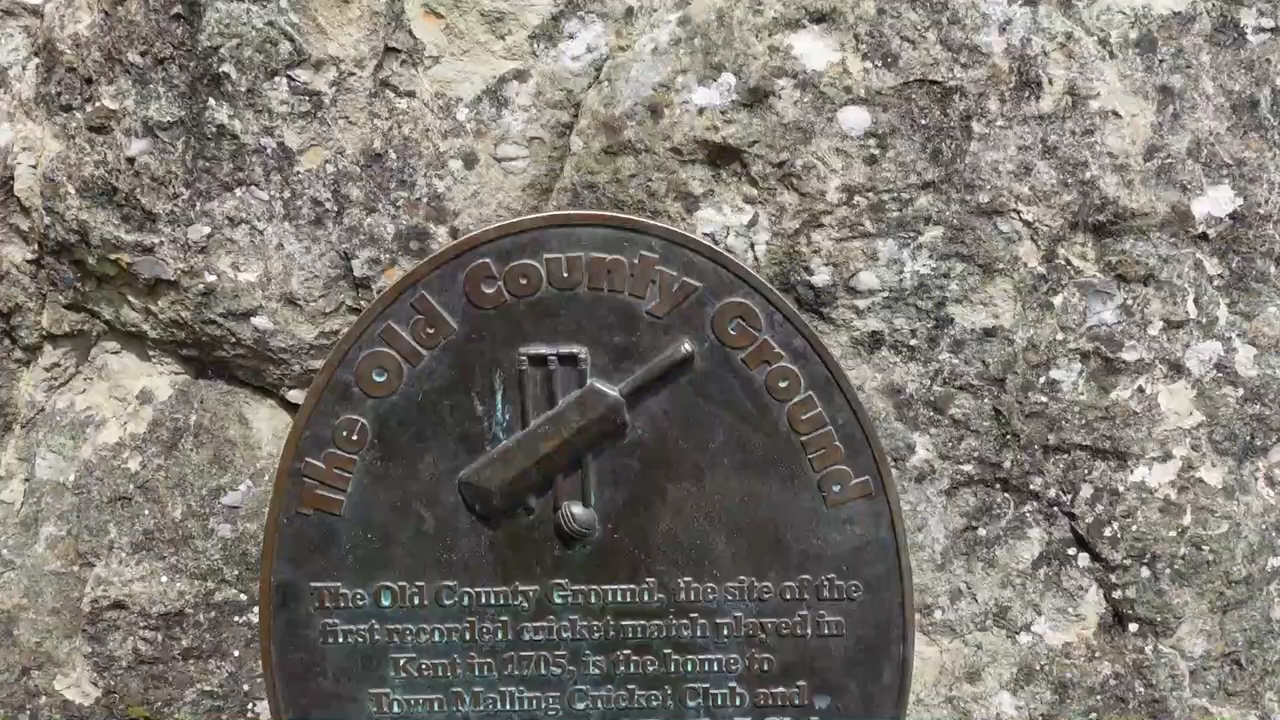 The Old County Ground
The Old County Ground, the site of the
first recorded cricket match played in
Kent in 1705, is the home to
Town Malling Cricket Club and